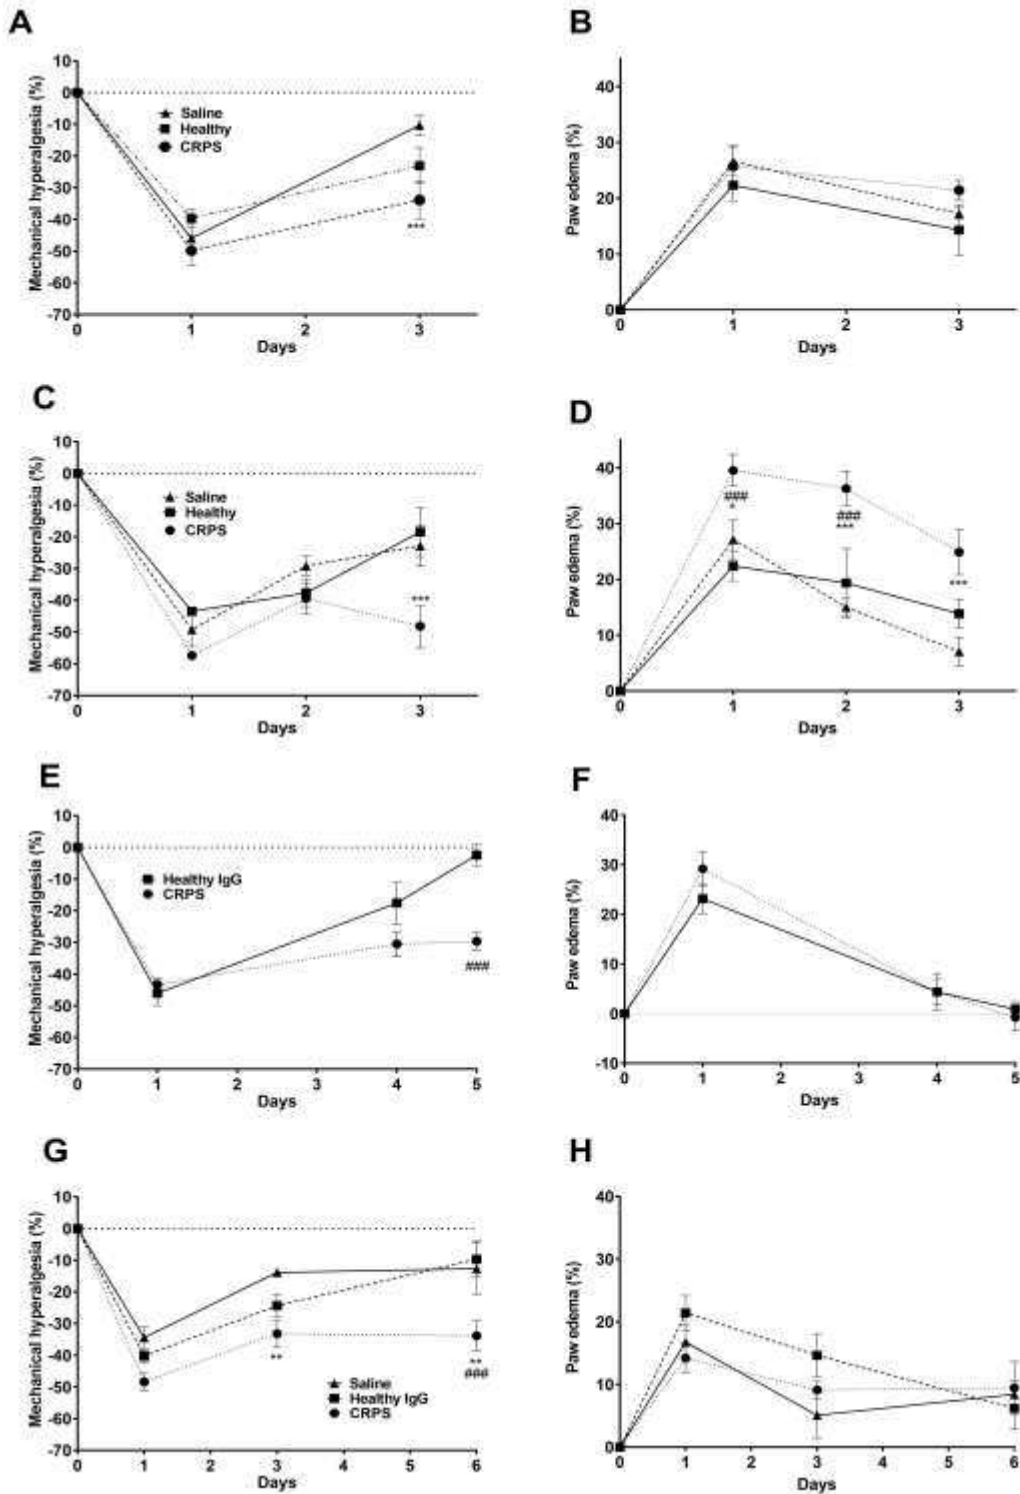 A
Mechanical hyperalgesia (%)
10
0
-10
-20
-30
-40
-50
-60
-70
Saline
Healthy
CRPS
***
0 1 2 3
Days
B
Paw edema (%)
40
30
20
10
0
0 1 2 3
Days
C
Mechanical hyperalgesia (%)
10
0
-10
-20
-30
-40
-50
-60
-70
Saline
Healthy
CRPS
***
0 1 2 3
Days
D
Paw edema (%)
40
30
20
10
0
###
*
###
***
***
0 1 2 3
Days
E
Mechanical hyperalgesia (%)
10
0
-10
-20
-30
-40
-50
-60
-70
Healthy IgG
CRPS
###
0 1 2 3 4 5
Days
F
Paw edema (%)
40
30
20
10
0
-10
0 1 2 3 4 5
Days
G
Mechanical hyperalgesia (%)
10
0
-10
-20
-30
-40
-50
-60
-70
**
**
###
Saline
Healthy IgG
CRPS
0 1 2 3 4 5 6
Days
H
Paw edema (%)
40
30
20
10
0
0 1 2 3 4 5 6
Days